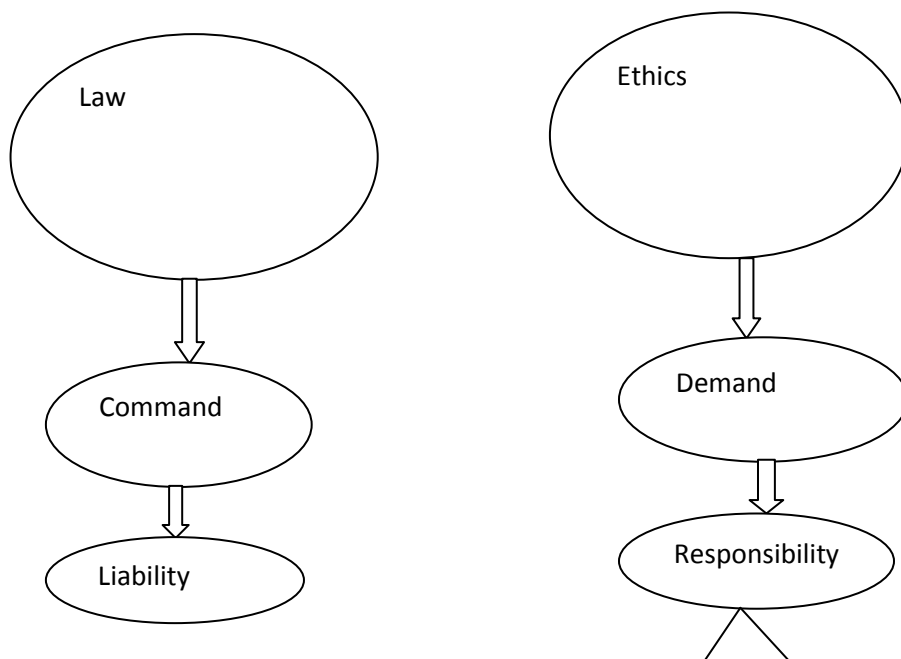 Law
Ethics
Command
Demand
Liability
Responsibility